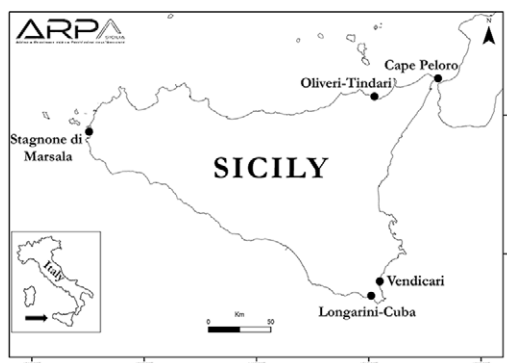 ARPA
SICILIA
N
Cape Peloro
Oliveri-Tindari
Stagnone di
Marsala
SICILY
Italy
Vendicari
Km
0
50
Longarini-Cuba